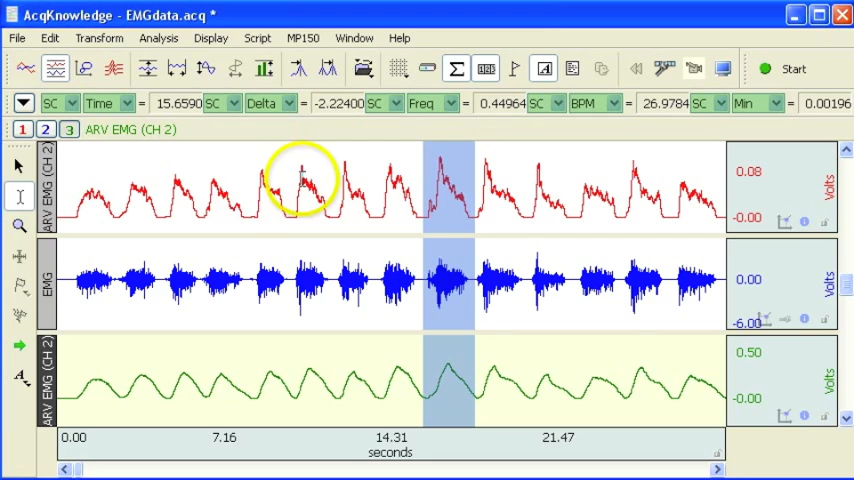 AcqKnowledge - EMGdata.acq *
File Edit Transform Analysis Display Script MP150 Window Help
Start
SC Time = 15.6590 SC Delta = -2.22400 SC Freq = 0.44964 SC BPM = 26.9784 SC Min = 0.00196
1 2 3 ARV EMG (CH 2)
ARV EMG (CH 2)
0.08
-0.00
Volts
EMG
0.00
-6.00
Volts
ARV EMG (CH 2)
0.50
-0.00
Volts
0.00 7.16 14.31 21.47
seconds